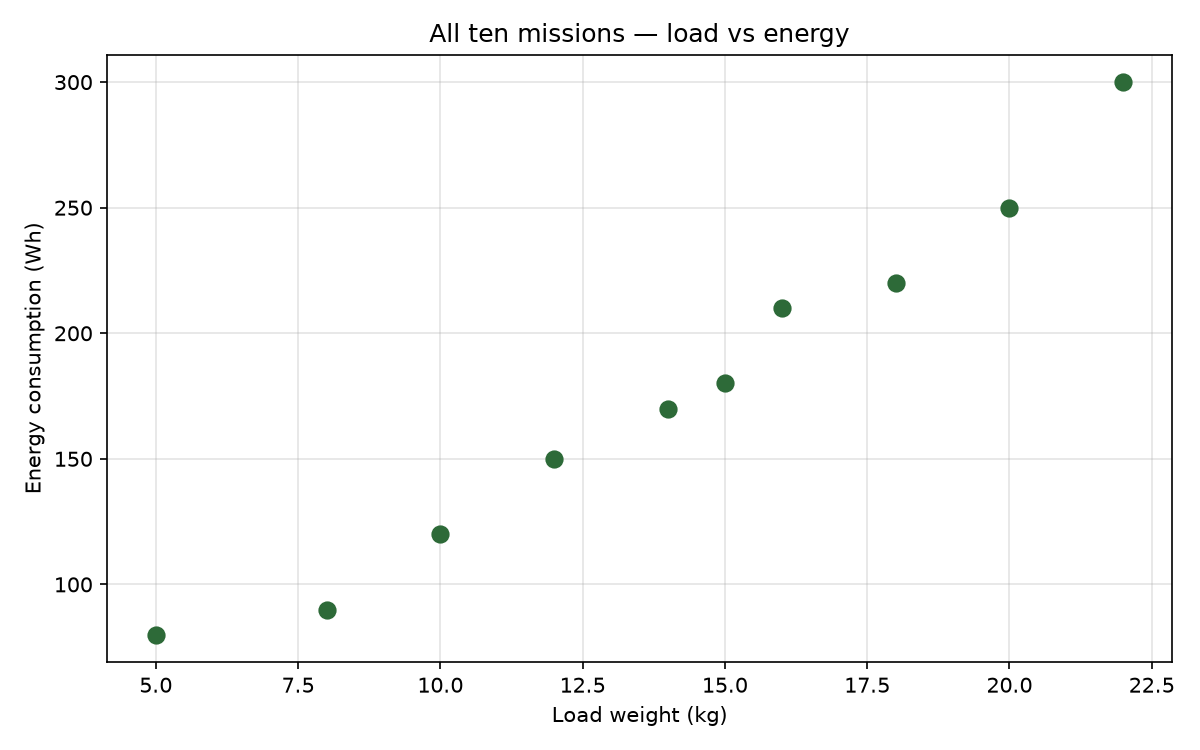 All ten missions — load vs energy
Energy consumption (Wh)
300
250
200
150
100
5.0 7.5 10.0 12.5 15.0 17.5 20.0 22.5
Load weight (kg)